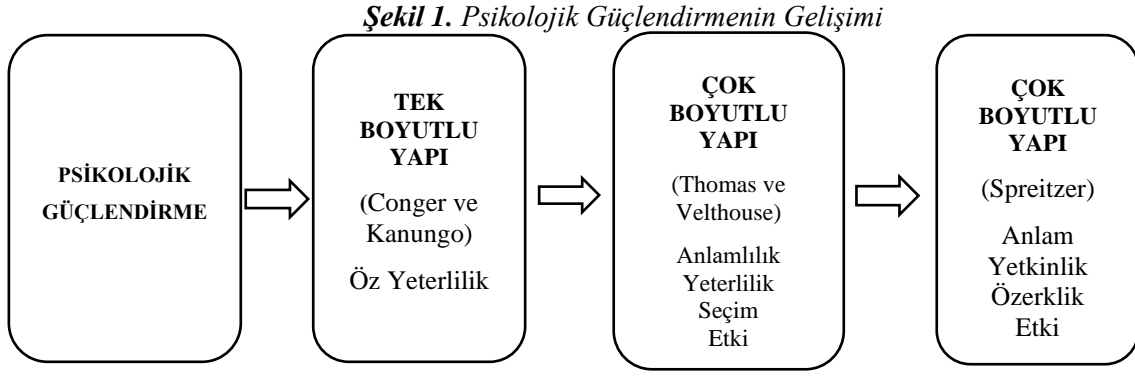 Şekil 1. Psikolojik Güçlendirmenin Gelişimi
PSİKOLOJİK
GÜÇLENDİRME
TEK
BOYUTLU
YAPI
(Conger ve
Kanungo)
Öz Yeterlilik
ÇOK
BOYUTLU
YAPI
(Thomas ve
Velthouse)
Anlamlılık
Yeterlilik
Seçim
Etki
ÇOK
BOYUTLU
YAPI
(Spreitzer)
Anlam
Yetkinlik
Özerklik
Etki